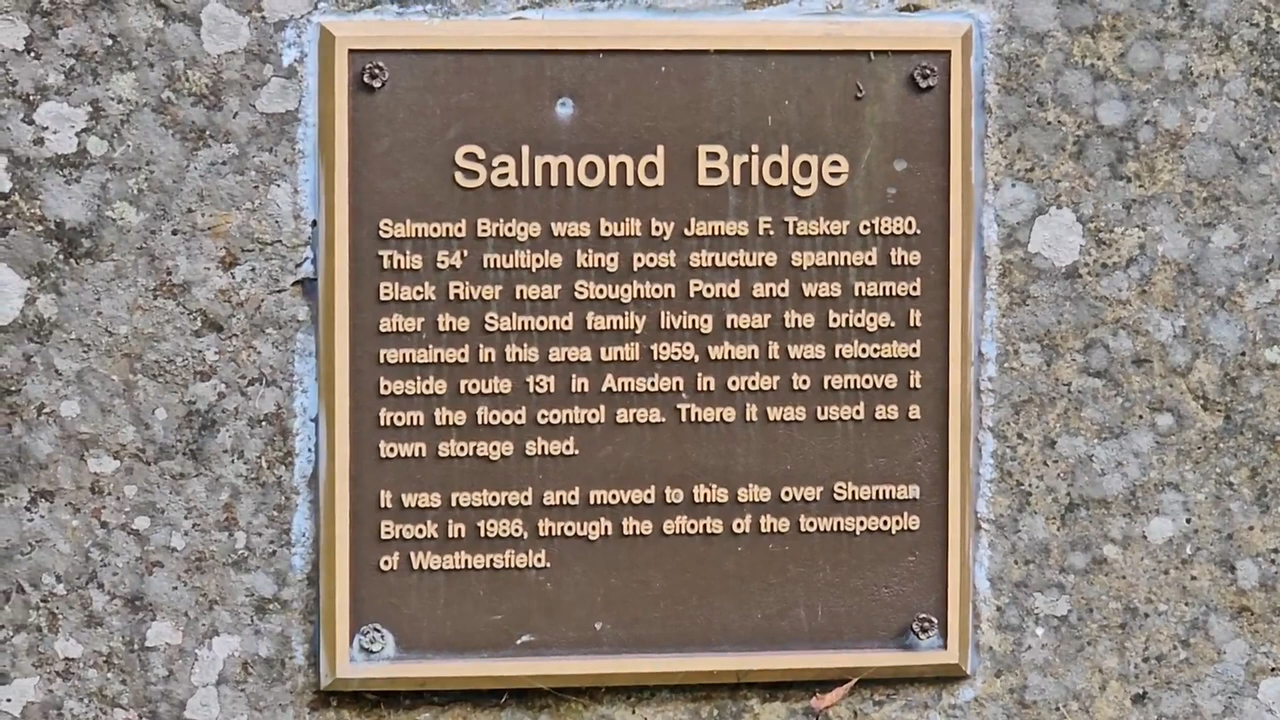 Salmond Bridge
Salmond Bridge was built by James F. Tasker c1880.
This 54' multiple king post structure spanned the
Black River near Stoughton Pond and was named
after the Salmond family living near the bridge. It
remained in this area until 1959, when it was relocated
beside route 131 in Amsden in order to remove it
from the flood control area. There it was used as a
town storage shed.
It was restored and moved to this site over Sherman
Brook in 1986, through the efforts of the townspeople
of Weathersfield.